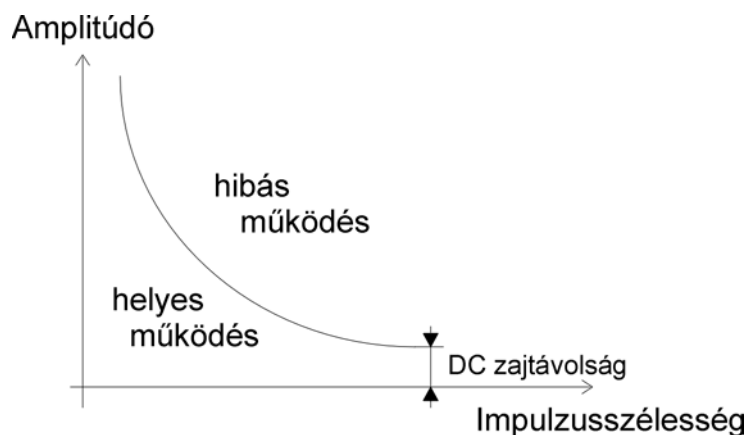 Amplitúdó
hibás
működés
helyes
működés
DC zajtávolság
Impulzusszélesség